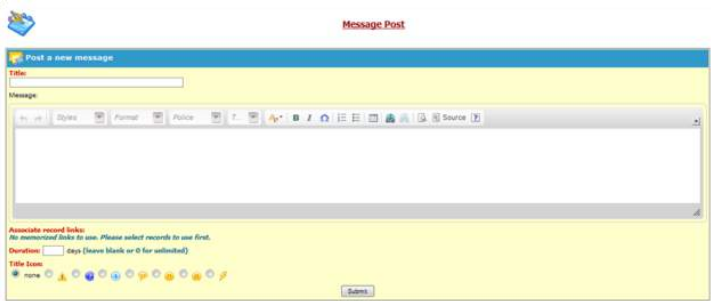 Message Post
Post a new message
Title:
Message:
Styles Format Police T... B I Ω Source ?
Associate record links:
No memorized links to use. Please select records to use first.
Duration: days (leave blank or 0 for unlimited)
Title Icon:
none
Submit